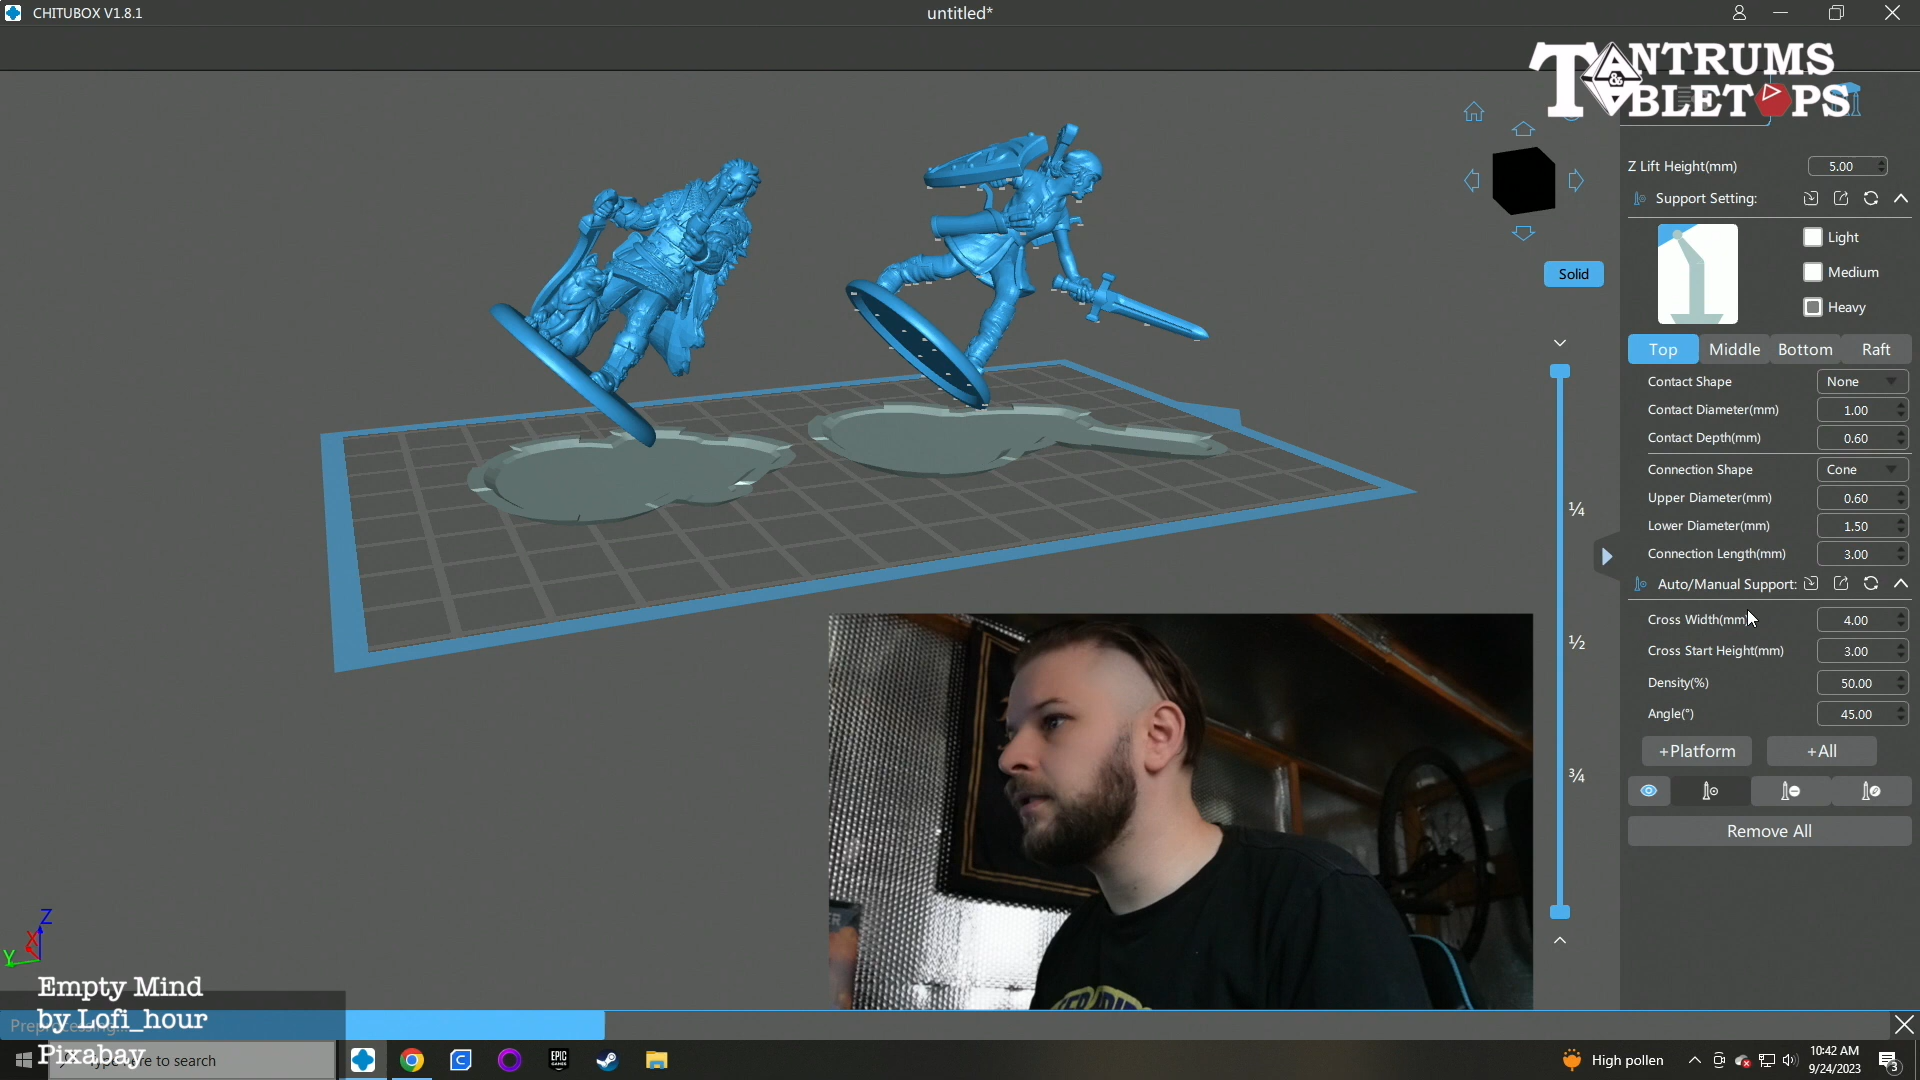 CHITUBOX V1.8.1
untitled*
TANTRUMS
& TABLETOPS
Z Lift Height(mm) 5.00
Support Setting:
Light
Medium
Heavy
Solid
Top Middle Bottom Raft
Contact Shape None
Contact Diameter(mm) 1.00
Contact Depth(mm) 0.60
Connection Shape Cone
Upper Diameter(mm) 0.60
Lower Diameter(mm) 1.50
Connection Length(mm) 3.00
Auto/Manual Support:
Cross Width(mm) 4.00
Cross Start Height(mm) 3.00
Density(%) 50.00
Angle(°) 45.00
+Platform +All
Remove All
1/4
1/2
3/4
Z
X
Y
Empty Mind
by Lofi_hour
Pixabay
to search
EPIC
GAMES
High pollen
10:42 AM
9/24/2023
3